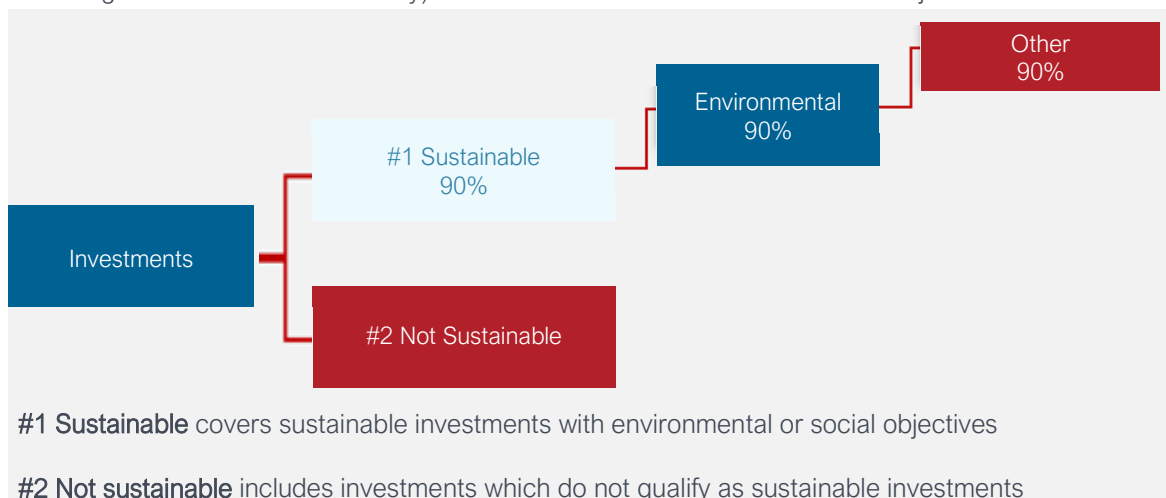 Other
90%
Environmental
90%
#1 Sustainable
90%
Investments
#2 Not Sustainable
#1 Sustainable covers sustainable investments with environmental or social objectives
#2 Not sustainable includes investments which do not qualify as sustainable investments